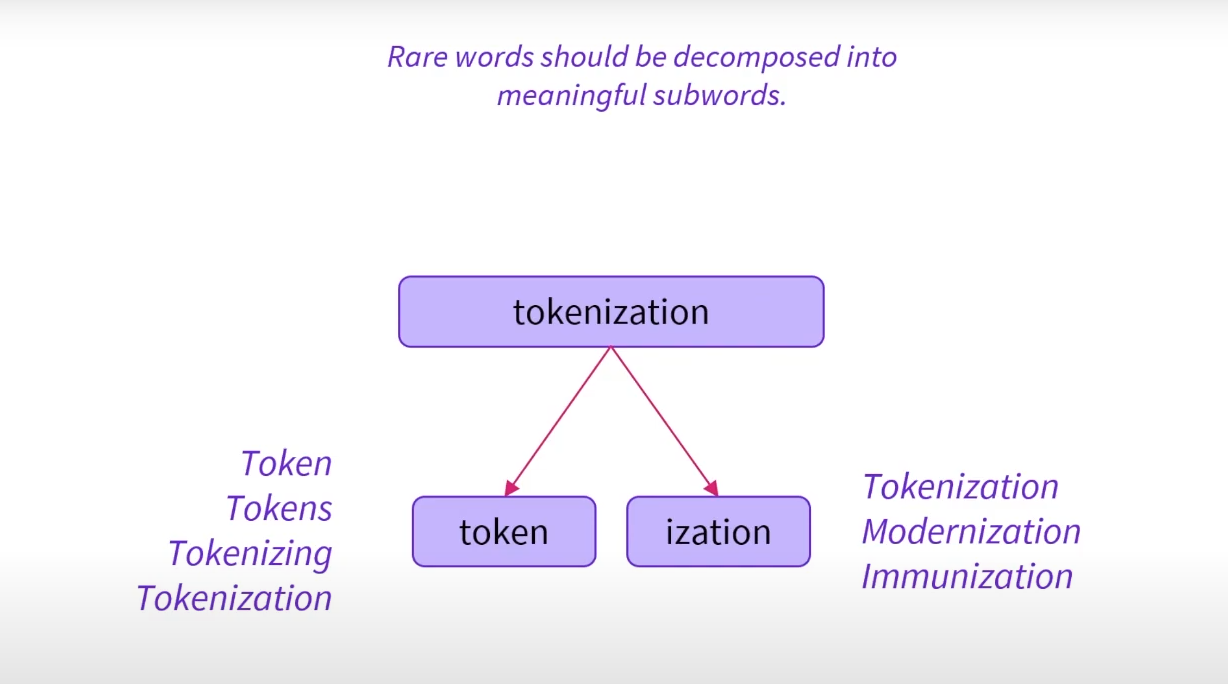 Rare words should be decomposed into
meaningful subwords.
tokenization
Token
Tokens
Tokenizing
Tokenization
token
ization
Tokenization
Modernization
Immunization